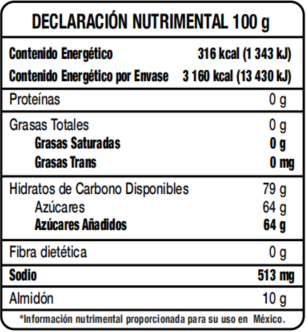 DECLARACIÓN NUTRIMENTAL 100 g
Contenido Energético 316 kcal (1 343 kJ)
Contenido Energético por Envase 3 160 kcal (13 430 kJ)
Proteínas 0 g
Grasas Totales 0 g
Grasas Saturadas 0 g
Grasas Trans 0 mg
Hidratos de Carbono Disponibles 79 g
Azúcares 64 g
Azúcares Añadidos 64 g
Fibra dietética 0 g
Sodio 513 mg
Almidón 10 g
*Información nutrimental proporcionada para su uso en México.